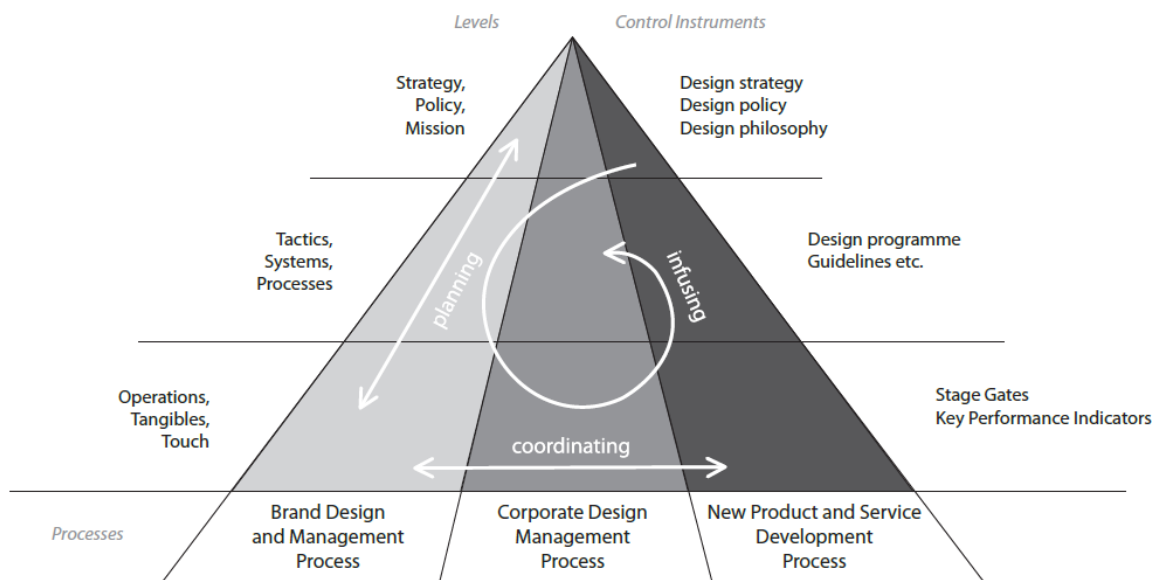 Levels
Control Instruments
Strategy,
Policy,
Mission
Design strategy
Design policy
Design philosophy
Tactics,
Systems,
Processes
planning
infusing
Design programme
Guidelines etc.
Operations,
Tangibles,
Touch
coordinating
Stage Gates
Key Performance Indicators
Processes
Brand Design
and Management
Process
Corporate Design
Management
Process
New Product and Service
Development
Process